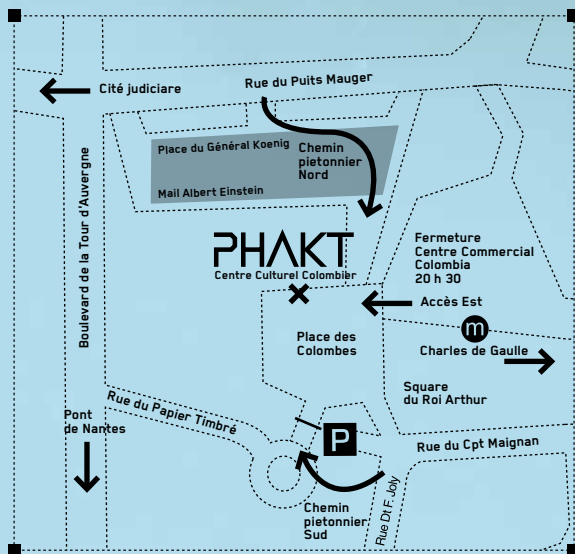 Rue du Puits Mauger
Cité judiciare
Place du Général Koenig
Chemin
pietonnier
Nord
Mail Albert Einstein
Boulevard de la Tour d'Auvergne
PHAKT
Centre Culturel Colombier
Fermeture
Centre Commercial
Colombia
20 h 30
Accès Est
m
Charles de Gaulle
Place des
Colombes
Square
du Roi Arthur
Rue du Papier Timbré
Pont
de Nantes
P
Rue du Cpt Maignan
Rue Dt F. Joly
Chemin
pietonnier
Sud